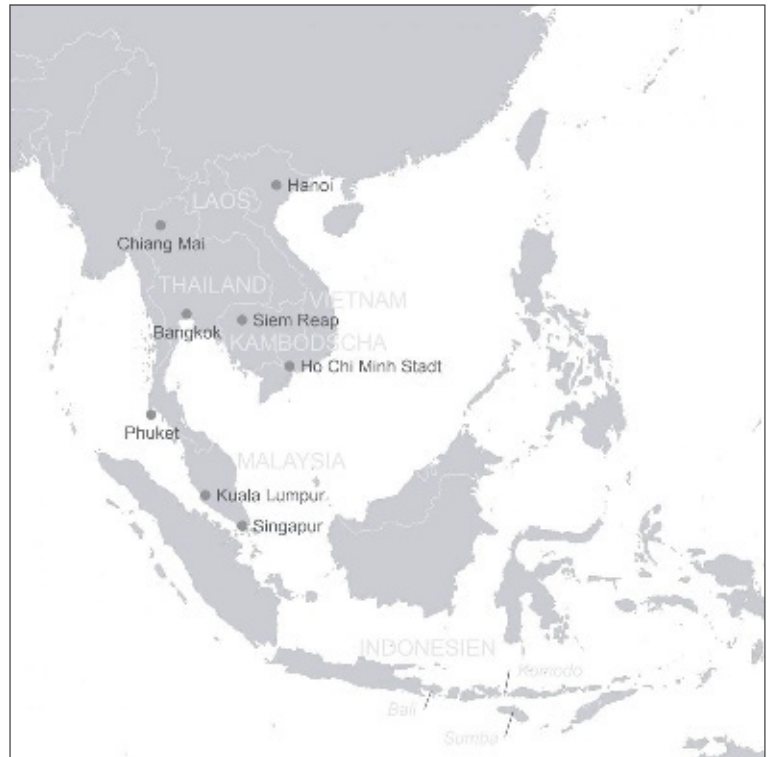 Hanoi
LAOS
Chiang Mai
THAILAND
VIETNAM
Bangkok
Siem Reap
KAMBODSCHA
Ho Chi Minh Stadt
Phuket
MALAYSIA
Kuala Lumpur
Singapur
INDONESIEN
Komodo
Bali
Sumba